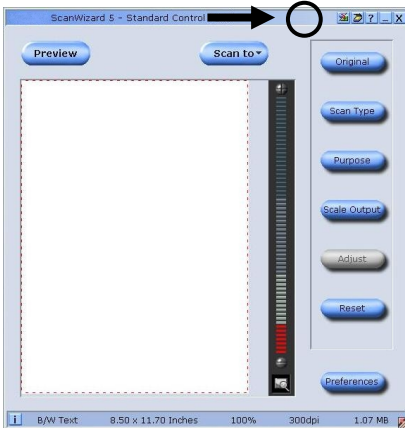 ScanWizard 5 – Standard Control
?
Preview
Scan to
Original
Scan Type
Purpose
Scale Output
Adjust
Reset
Preferences
i B/W Text 8.50 x 11.70 Inches 100% 300dpi 1.07 MB